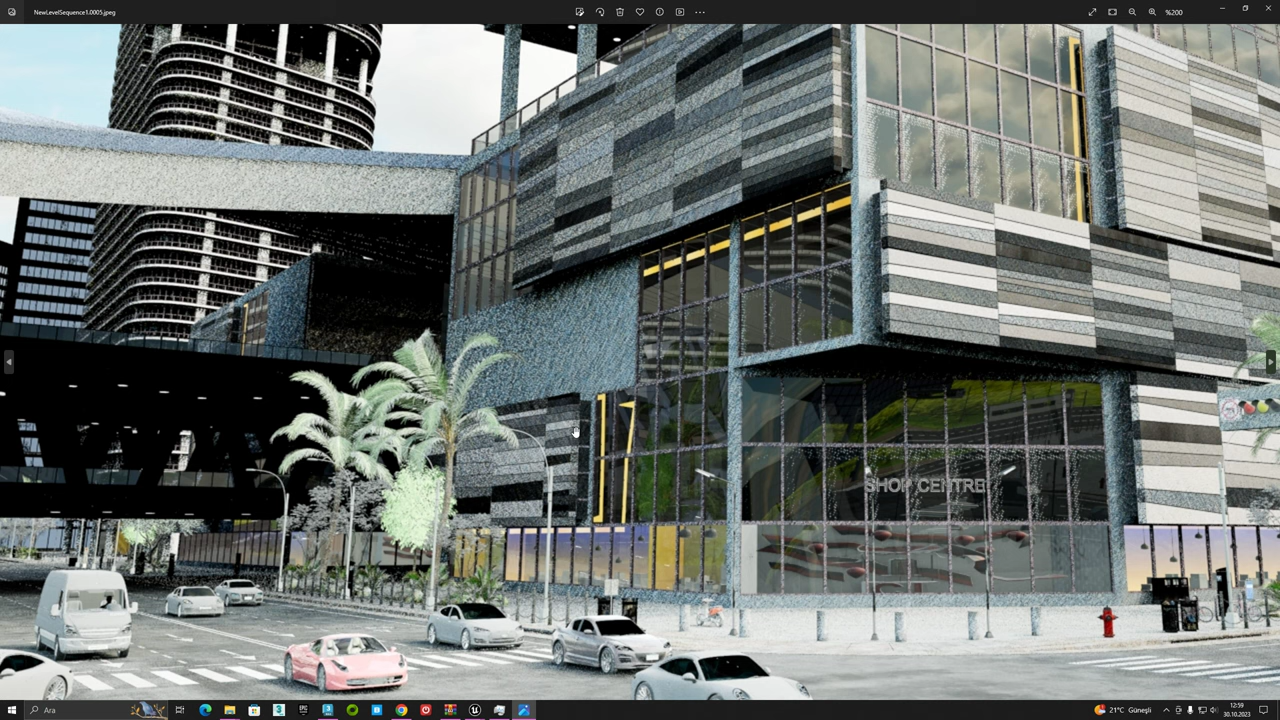 NewLevelSequence1.0005.jpeg
%200
SHOP CENTRE
Ara
21°C Güneşli
12:59
30.10.2023